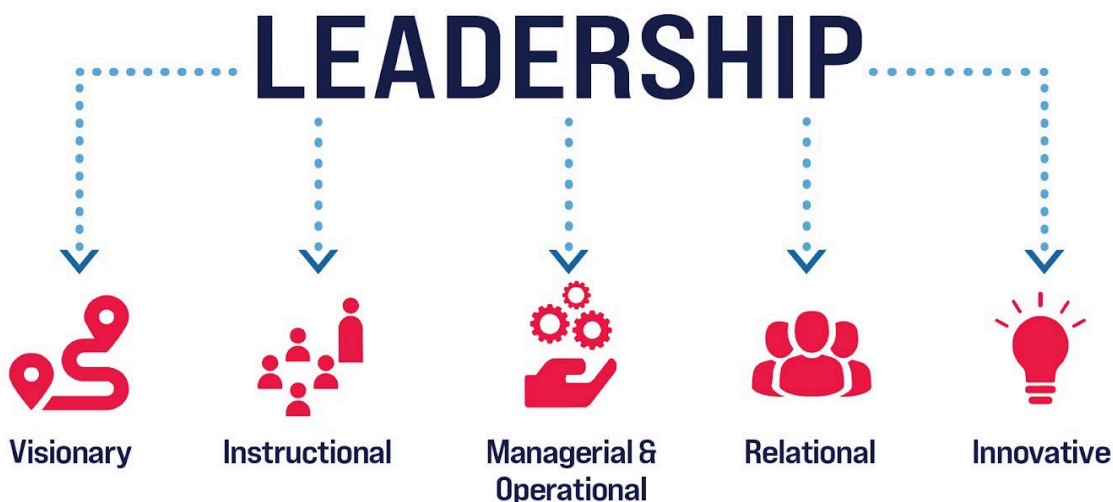 LEADERSHIP
Visionary
Instructional
Managerial &
Operational
Relational
Innovative